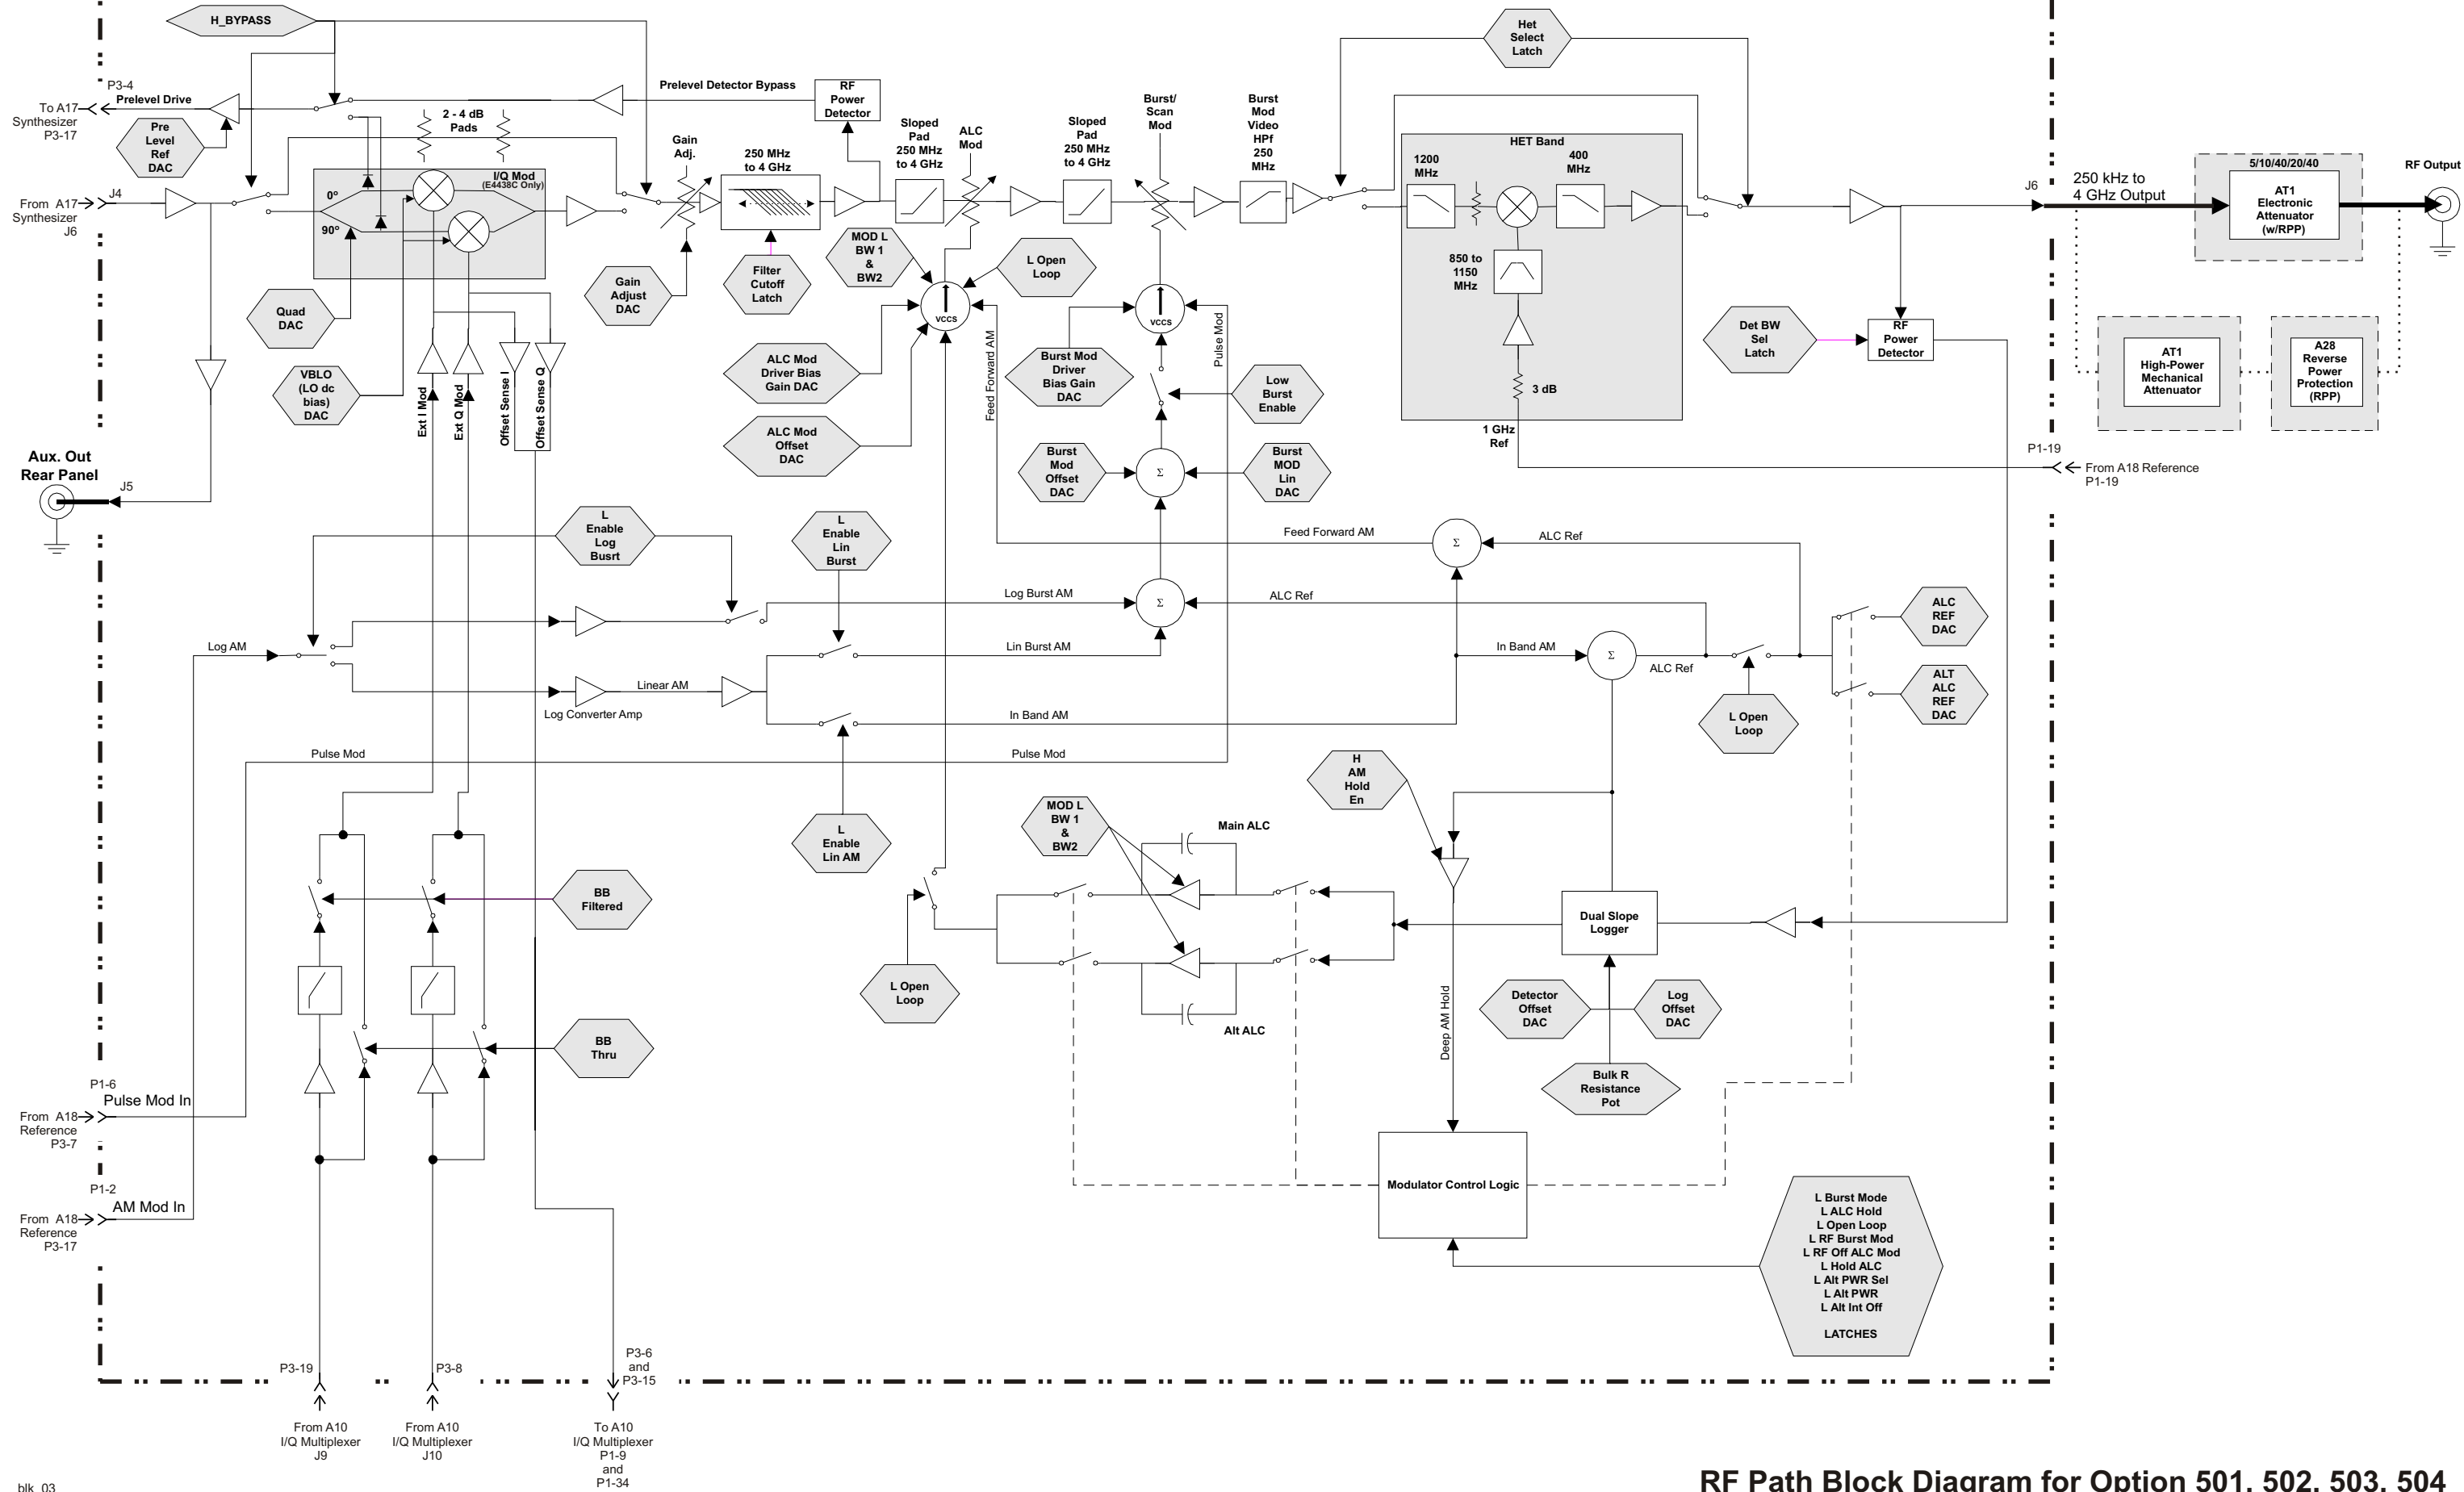 H_BYPASS
Het
Select
Latch
P3-4
Prelevel Drive
To A17
Synthesizer
P3-17
Pre
Level
Ref
DAC
2 - 4 dB
Pads
Prelevel Detector Bypass
RF
Power
Detector
Gain
Adj.
250 MHz
to 4 GHz
Sloped
Pad
250 MHz
to 4 GHz
ALC
Mod
Sloped
Pad
250 MHz
to 4 GHz
Burst/
Scan
Mod
Burst
Mod
Video
HPf
250
MHz
HET Band
1200
MHz
400
MHz
850 to
1150
MHz
3 dB
1 GHz
Ref
I/Q Mod
(E4438C Only)
0º
90º
J4
From A17
Synthesizer
J6
Quad
DAC
VBLO
(LO dc
bias)
DAC
Ext I Mod
Ext Q Mod
Offset Sense I
Offset Sense Q
Gain
Adjust
DAC
Filter
Cutoff
Latch
MOD L
BW 1
&
BW2
L Open
Loop
VCCS
ALC Mod
Driver Bias
Gain DAC
ALC Mod
Offset
DAC
Feed Forward AM
VCCS
Pulse Mod
Burst Mod
Driver
Bias Gain
DAC
Low
Burst
Enable
Burst
Mod
Offset
DAC
Σ
Burst
MOD
Lin
DAC
Det BW
Sel
Latch
RF
Power
Detector
J6
250 kHz to
4 GHz Output
5/10/40/20/40
AT1
Electronic
Attenuator
(w/RPP)
RF Output
AT1
High-Power
Mechanical
Attenuator
A28
Reverse
Power
Protection
(RPP)
P1-19
From A18 Reference
P1-19
Aux. Out
Rear Panel
J5
L
Enable
Log
Busrt
L
Enable
Lin
Burst
Feed Forward AM
Σ
ALC Ref
Log Burst AM
Σ
ALC Ref
Log AM
Lin Burst AM
In Band AM
Σ
ALC Ref
ALC
REF
DAC
ALT
ALC
REF
DAC
Linear AM
Log Converter Amp
In Band AM
L Open
Loop
Pulse Mod
Pulse Mod
L
Enable
Lin AM
H
AM
Hold
En
MOD L
BW 1
&
BW2
Main ALC
Alt ALC
L Open
Loop
BB
Filtered
BB
Thru
Dual Slope
Logger
Detector
Offset
DAC
Log
Offset
DAC
Bulk R
Resistance
Pot
Deep AM Hold
Modulator Control Logic
L Burst Mode
L ALC Hold
L Open Loop
L RF Burst Mod
L RF Off ALC Mod
L Hold ALC
L Alt PWR Sel
L Alt PWR
L Alt Int Off
LATCHES
P1-6
Pulse Mod In
From A18
Reference
P3-7
P1-2
AM Mod In
From A18
Reference
P3-17
P3-19
From A10
I/Q Multiplexer
J9
P3-8
From A10
I/Q Multiplexer
J10
P3-6
and
P3-15
To A10
I/Q Multiplexer
P1-9
and
P1-34
blk_03
RF Path Block Diagram for Option 501, 502, 503, 504